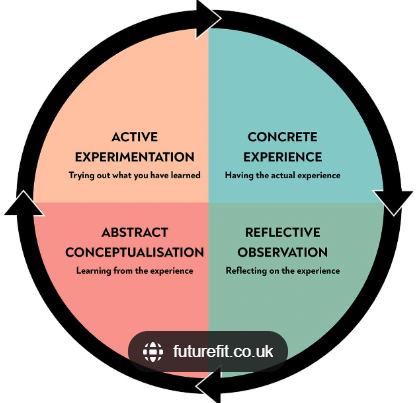 ACTIVE
EXPERIMENTATION
Trying out what you have learned
CONCRETE
EXPERIENCE
Having the actual experience
ABSTRACT
CONCEPTUALISATION
Learning from the experience
REFLECTIVE
OBSERVATION
Reflecting on the experience
futurefit.co.uk